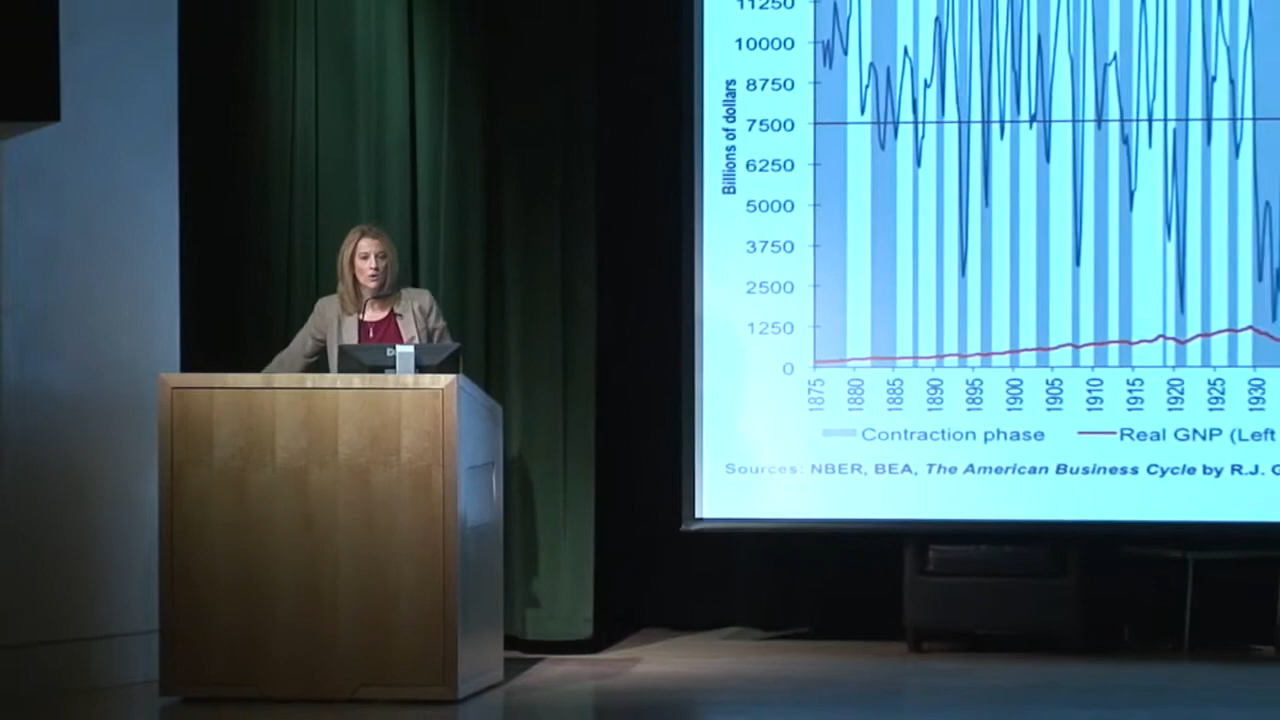 11250
10000
8750
7500
6250
5000
3750
2500
1250
0
Billions of dollars
1875 1880 1885 1890 1895 1900 1905 1910 1915 1920 1925 1930
Contraction phase Real GNP (Left
Sources: NBER, BEA, The American Business Cycle by R.J. G